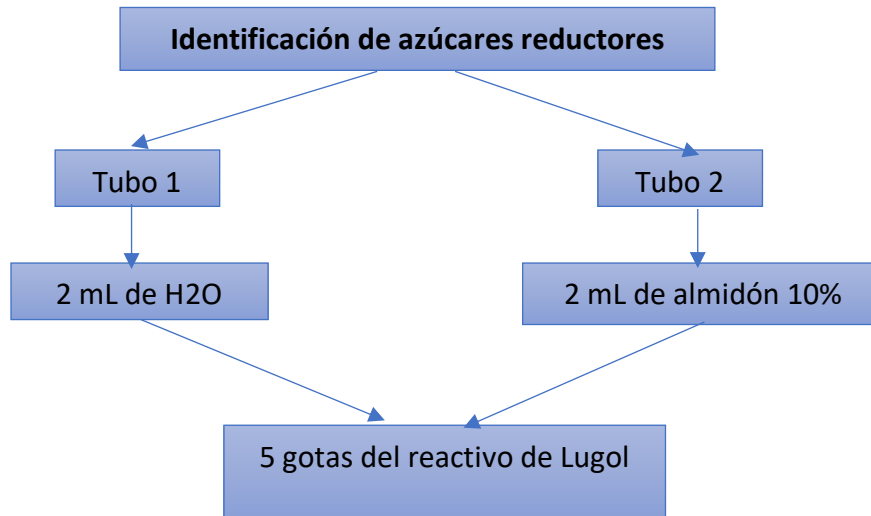 Identificación de azúcares reductores
Tubo 1
Tubo 2
2 mL de H2O
2 mL de almidón 10%
5 gotas del reactivo de Lugol